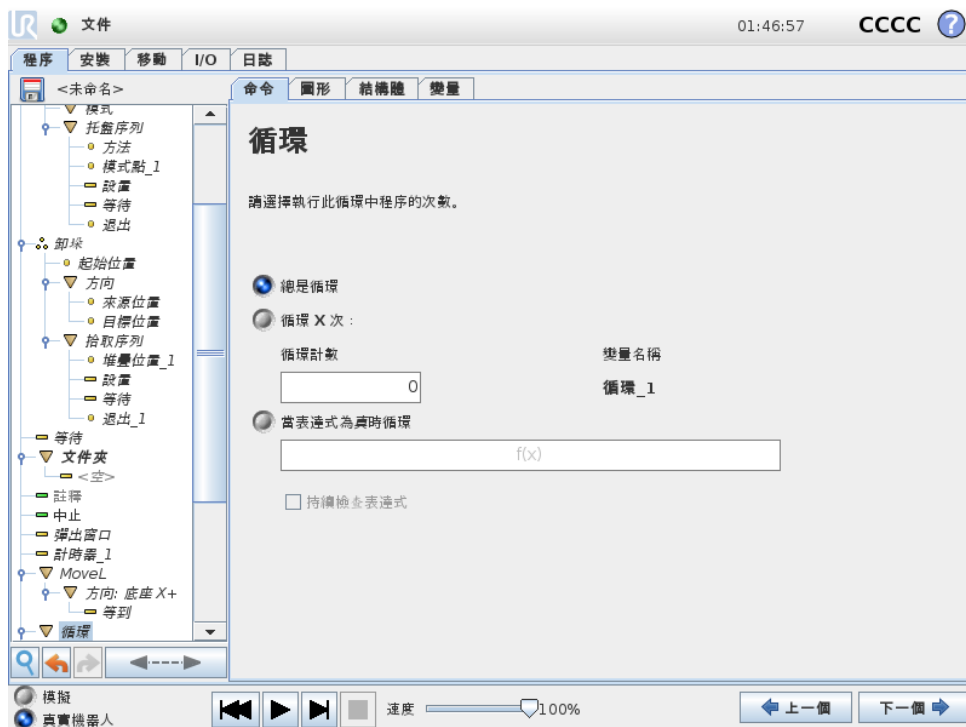 UR 文件 01:46:57 CCCC ?
程序 安裝 移動 I/O 日誌
<未命名> 命令 圖形 結構體 變量
模式
托盤序列
方法
模式點_1
設置
等待
退出
卸垛
起始位置
方向
來源位置
目標位置
拾取序列
堆疊位置_1
設置
等待
退出_1
等待
文件夾
<空>
註釋
中止
彈出窗口
計時器_1
MoveL
方向: 底座 X+
等到
循環
循環
請選擇執行此循環中程序的次數。
總是循環
循環 X 次：
循環計數 變量名稱
0 循環_1
當表達式為真時循環
f(x)
持續檢查表達式
模擬
真實機器人
速度 100%
上一個 下一個